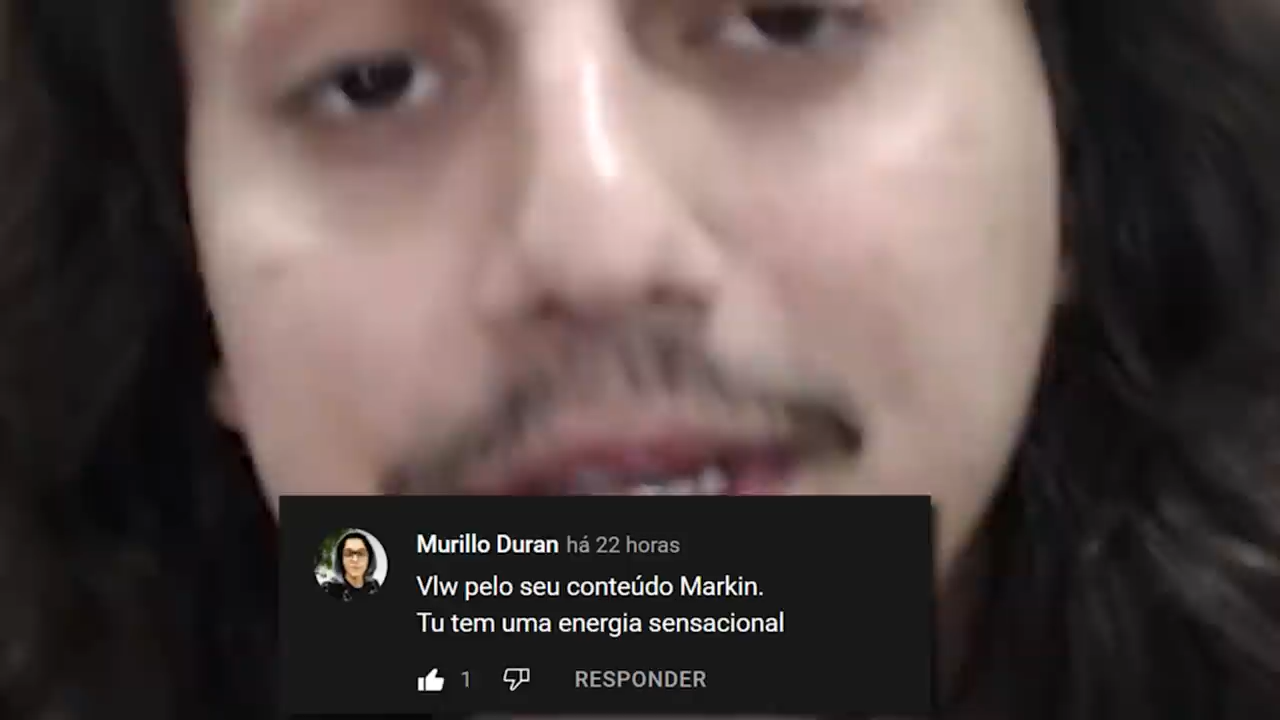 Murillo Duran há 22 horas
Vlw pelo seu conteúdo Markin.
Tu tem uma energia sensacional
1 RESPONDER